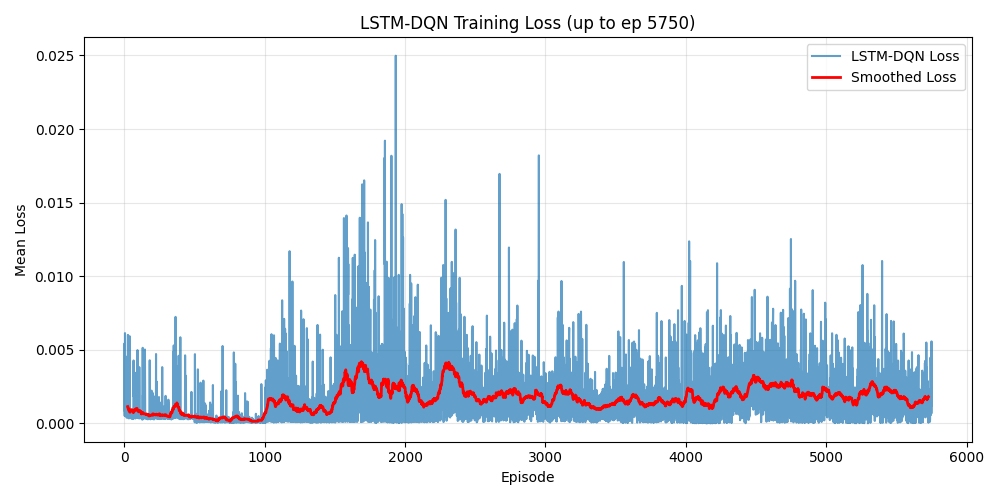 LSTM-DQN Training Loss (up to ep 5750)
LSTM-DQN Loss
Smoothed Loss
Mean Loss
0.025
0.020
0.015
0.010
0.005
0.000
0 1000 2000 3000 4000 5000 6000
Episode